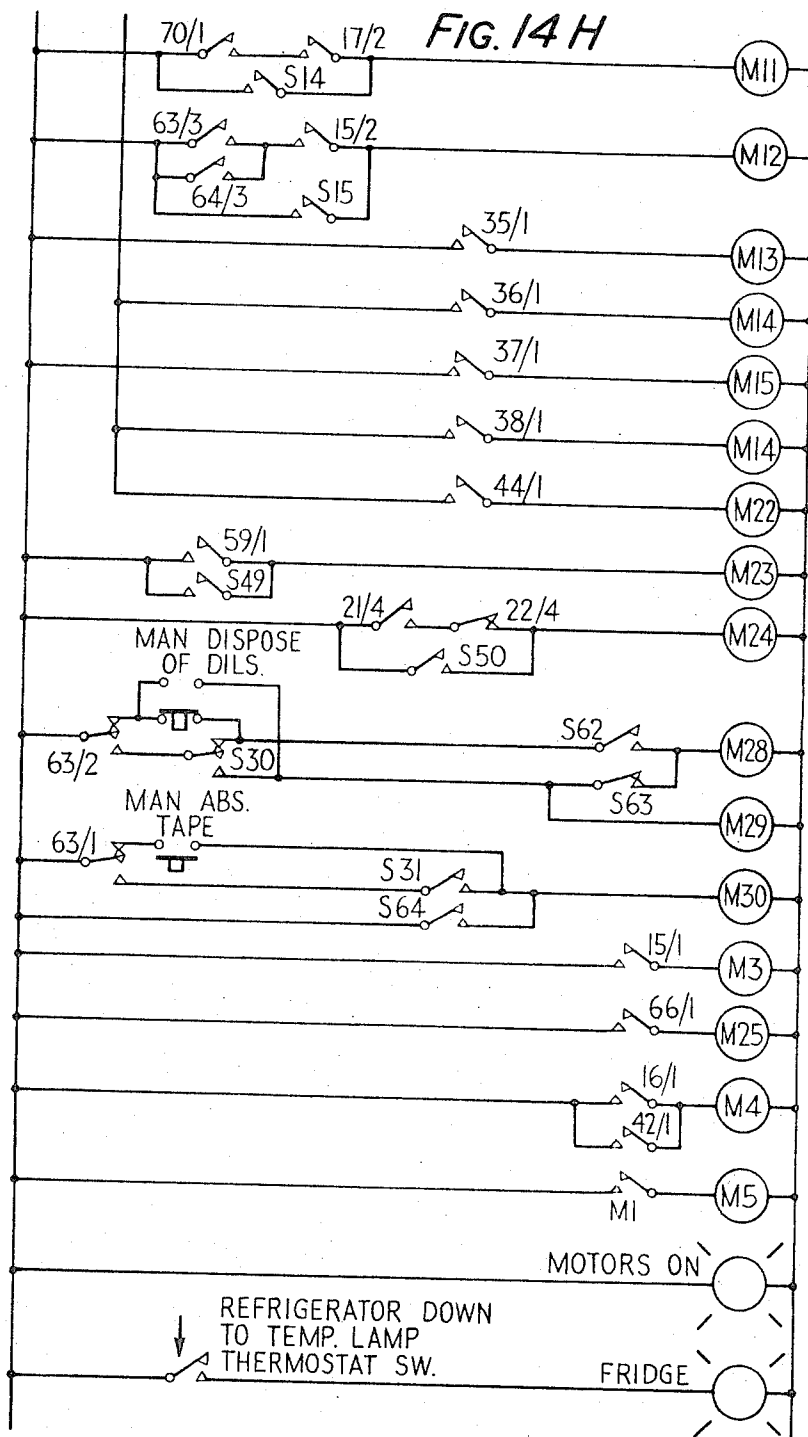 FIG. 14 H
70/1 17/2
S14
M11
63/3 15/2
M12
64/3 S15
35/1
M13
36/1
M14
37/1
M15
38/1
M14
44/1
M22
59/1
M23
S49
21/4 22/4
M24
S50
MAN DISPOSE
OF DILS.
S62
M28
63/2 S30
S63
M29
MAN ABS.
TAPE
63/1
S31
M30
S64
15/1
M3
66/1
M25
16/1
M4
42/1
M1
M5
MOTORS ON
REFRIGERATOR DOWN
TO TEMP. LAMP
THERMOSTAT SW.
FRIDGE